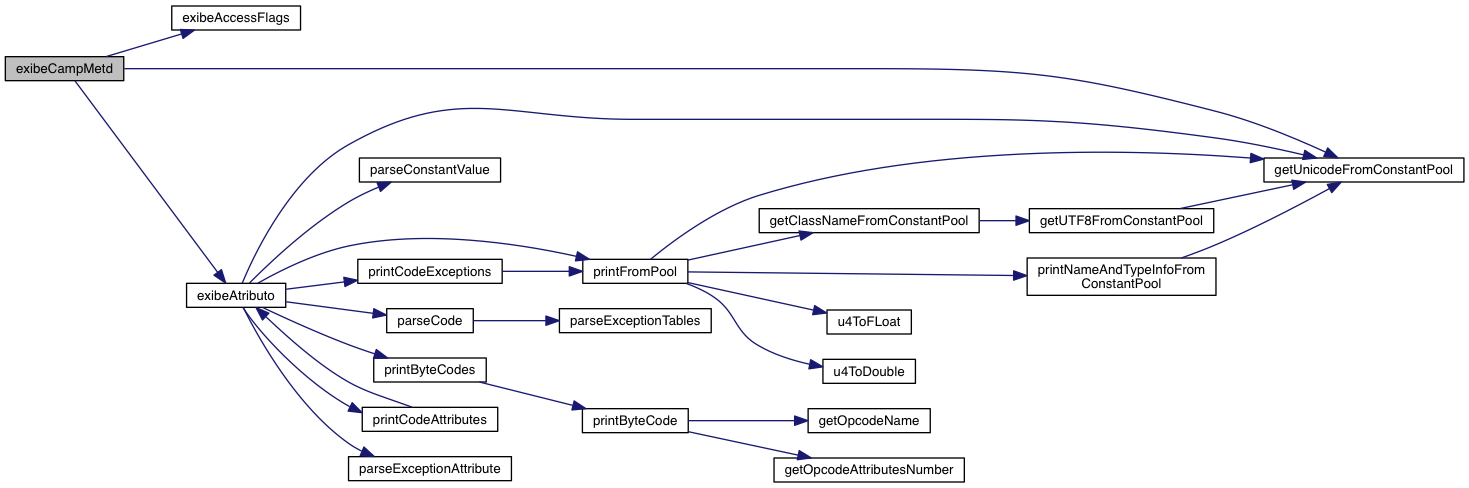 exibeAccessFlags
exibeCampMetd
parseConstantValue
getUnicodeFromConstantPool
getClassNameFromConstantPool
getUTF8FromConstantPool
printCodeExceptions
printFromPool
printNameAndTypeInfoFrom
ConstantPool
exibeAtributo
parseCode
parseExceptionTables
u4ToFLoat
printByteCodes
u4ToDouble
printCodeAttributes
printByteCode
getOpcodeName
parseExceptionAttribute
getOpcodeAttributesNumber